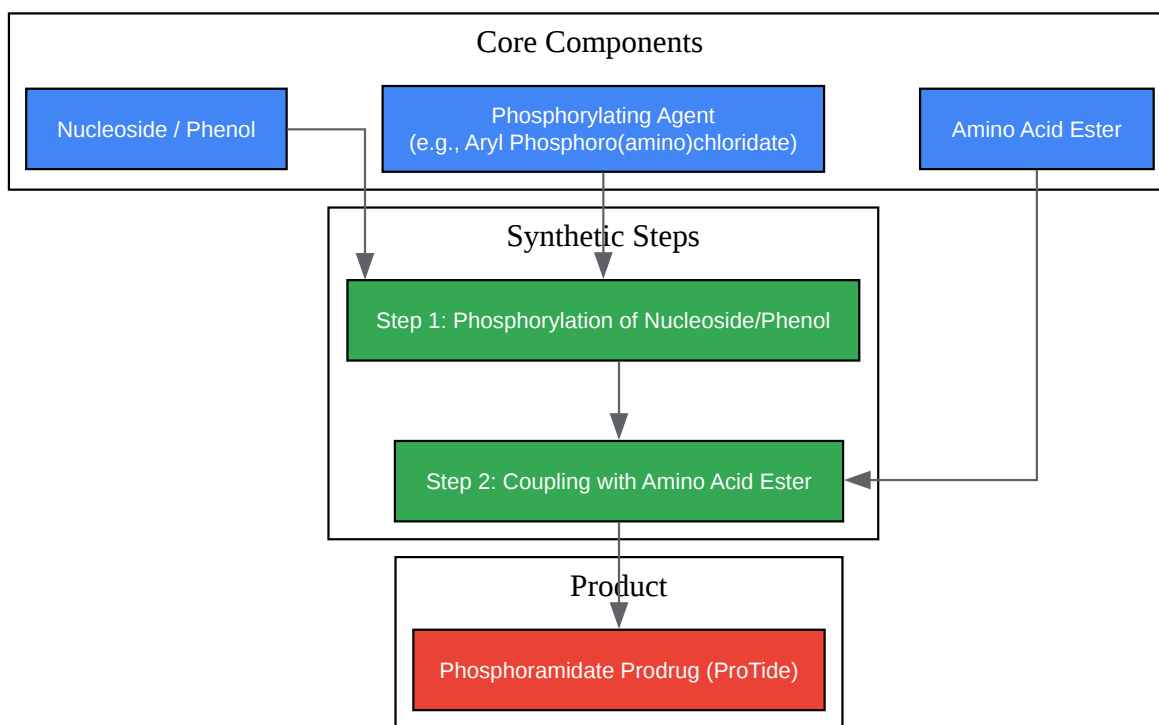 Core Components
Nucleoside / Phenol
Phosphorylating Agent
(e.g., Aryl Phosphoro(amino)chloridate)
Amino Acid Ester
Synthetic Steps
Step 1: Phosphorylation of Nucleoside/Phenol
Step 2: Coupling with Amino Acid Ester
Product
Phosphoramidate Prodrug (ProTide)